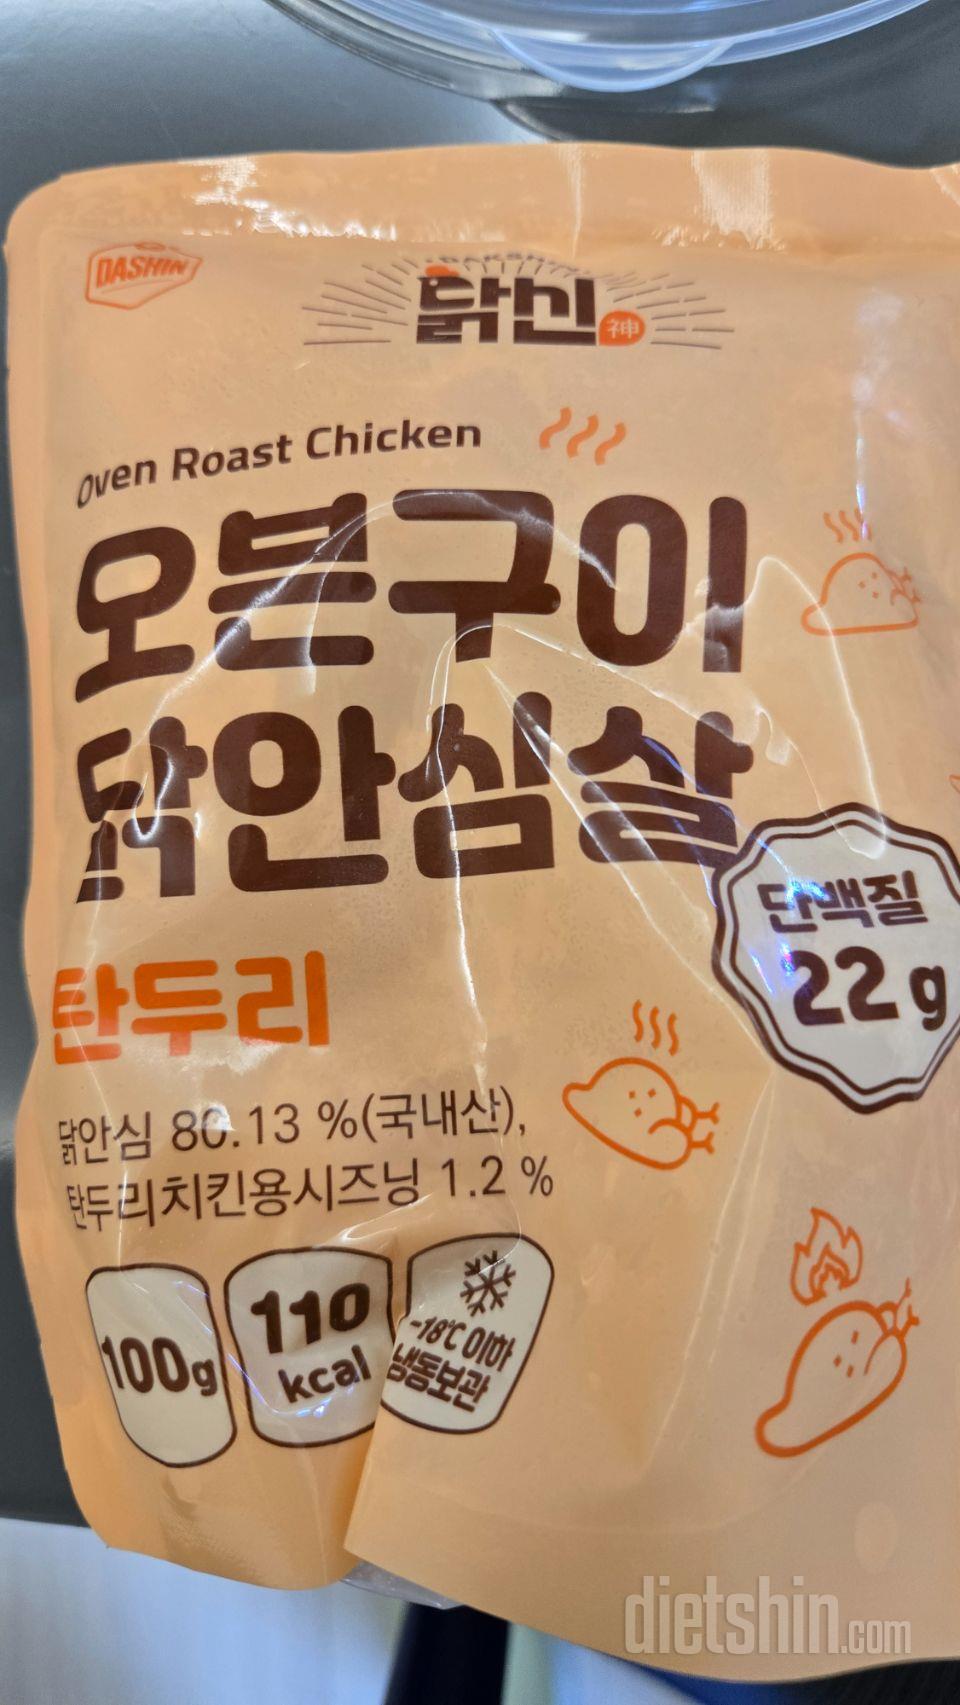 DASHIN
DAKSHIN
닭신
神
Oven Roast Chicken
오븐구이
닭안심살
단백질
22 g
탄두리
닭안심 80.13 %(국내산),
탄두리치킨용시즈닝 1.2 %
100g
110
kcal
-18℃ 이하
냉동보관
dietshin.com